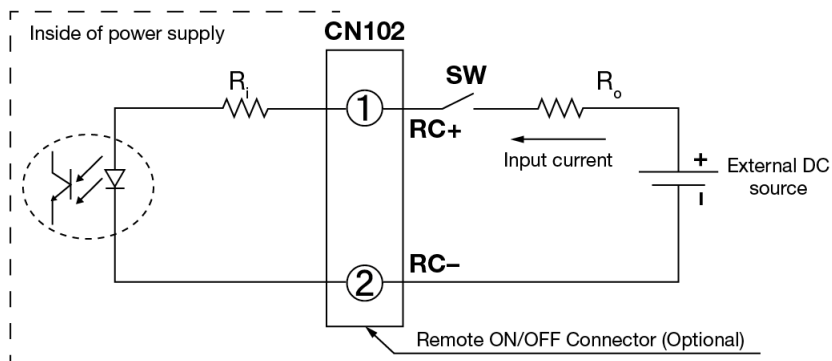 Inside of power supply
CN102
Ri
1
SW
Ro
RC+
Input current
+
External DC
source
RC−
2
Remote ON/OFF Connector (Optional)